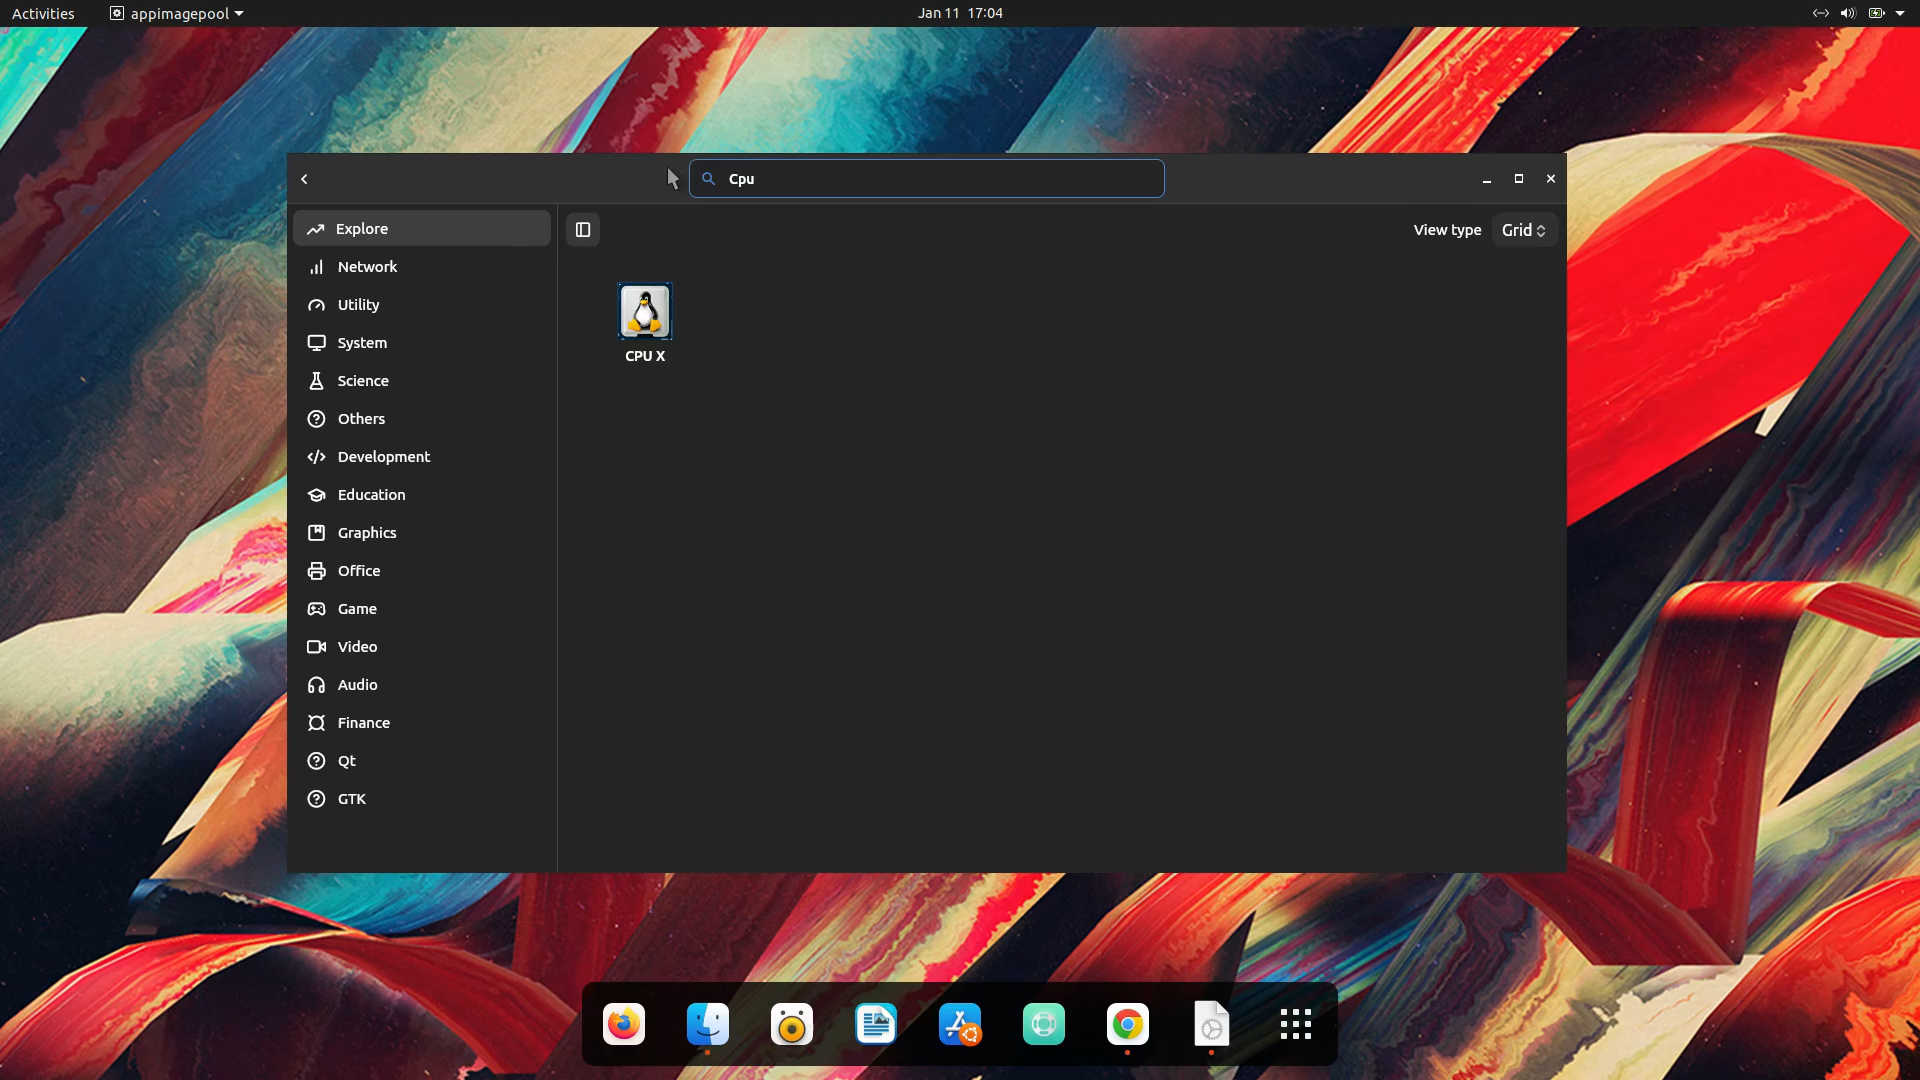 Activities
appimagepool
Jan 11 17:04
Cpu
Explore
View type
Grid
Network
Utility
System
CPU X
Science
Others
Development
Education
Graphics
Office
Game
Video
Audio
Finance
Qt
GTK